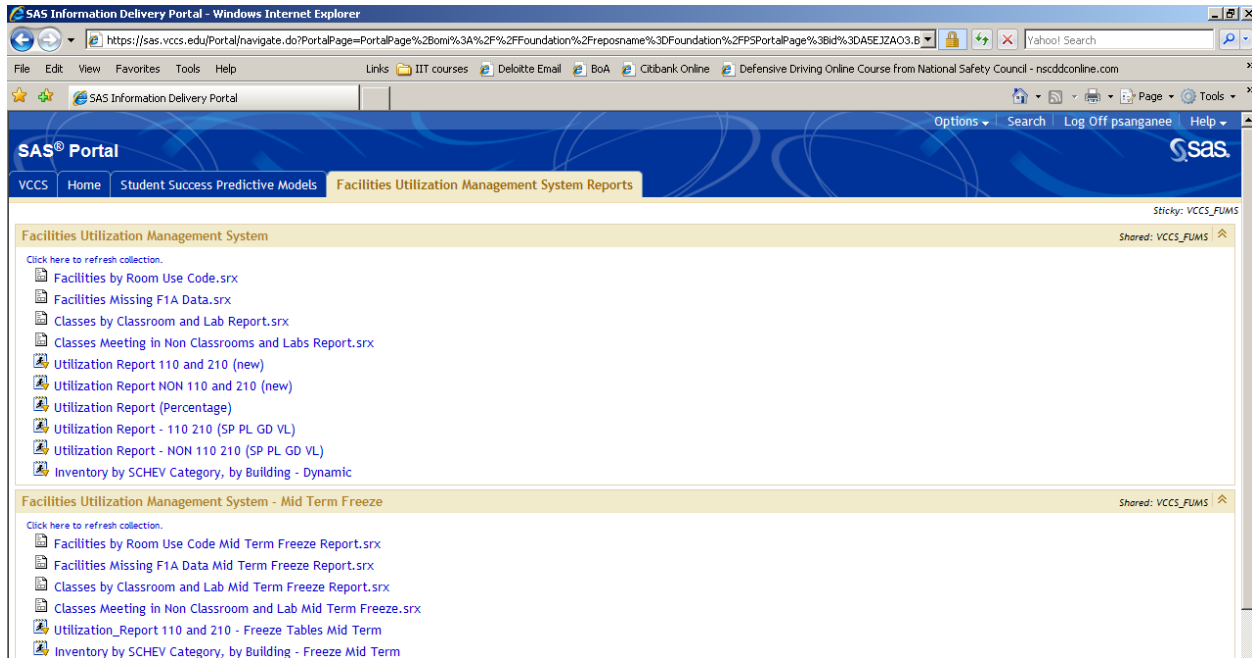 SAS Information Delivery Portal - Windows Internet Explorer
https://sas.vccs.edu/Portal/navigate.do?PortalPage=PortalPage%2Bomi%3A%2F%2FFoundation%2Freposname%3DFoundation%2FPSPortalPage%3Bid%3DA5EJZAO3.B Yahoo! Search
File Edit View Favorites Tools Help Links IIT courses Deloitte Email BoA Citibank Online Defensive Driving Online Course from National Safety Council - nscddconline.com
SAS Information Delivery Portal Page Tools
Options Search Log Off psanganee Help
SAS® Portal sas.
VCCS Home Student Success Predictive Models Facilities Utilization Management System Reports
Sticky: VCCS_FUMS
Facilities Utilization Management System Shared: VCCS_FUMS
Click here to refresh collection.
Facilities by Room Use Code.srx
Facilities Missing F1A Data.srx
Classes by Classroom and Lab Report.srx
Classes Meeting in Non Classrooms and Labs Report.srx
Utilization Report 110 and 210 (new)
Utilization Report NON 110 and 210 (new)
Utilization Report (Percentage)
Utilization Report - 110 210 (SP PL GD VL)
Utilization Report - NON 110 210 (SP PL GD VL)
Inventory by SCHEV Category, by Building - Dynamic
Facilities Utilization Management System - Mid Term Freeze Shared: VCCS_FUMS
Click here to refresh collection.
Facilities by Room Use Code Mid Term Freeze Report.srx
Facilities Missing F1A Data Mid Term Freeze Report.srx
Classes by Classroom and Lab Mid Term Freeze Report.srx
Classes Meeting in Non Classroom and Lab Mid Term Freeze.srx
Utilization_Report 110 and 210 - Freeze Tables Mid Term
Inventory by SCHEV Category, by Building - Freeze Mid Term